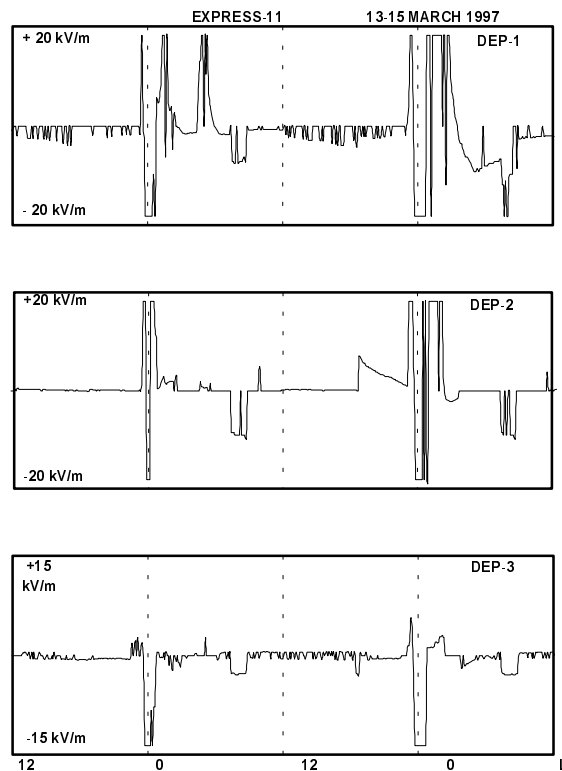 EXPRESS-11 13-15 MARCH 1997
+ 20 kV/m DEP-1
- 20 kV/m
+20 kV/m DEP-2
-20 kV/m
+15 DEP-3
kV/m
-15 kV/m
12 0 12 0 L